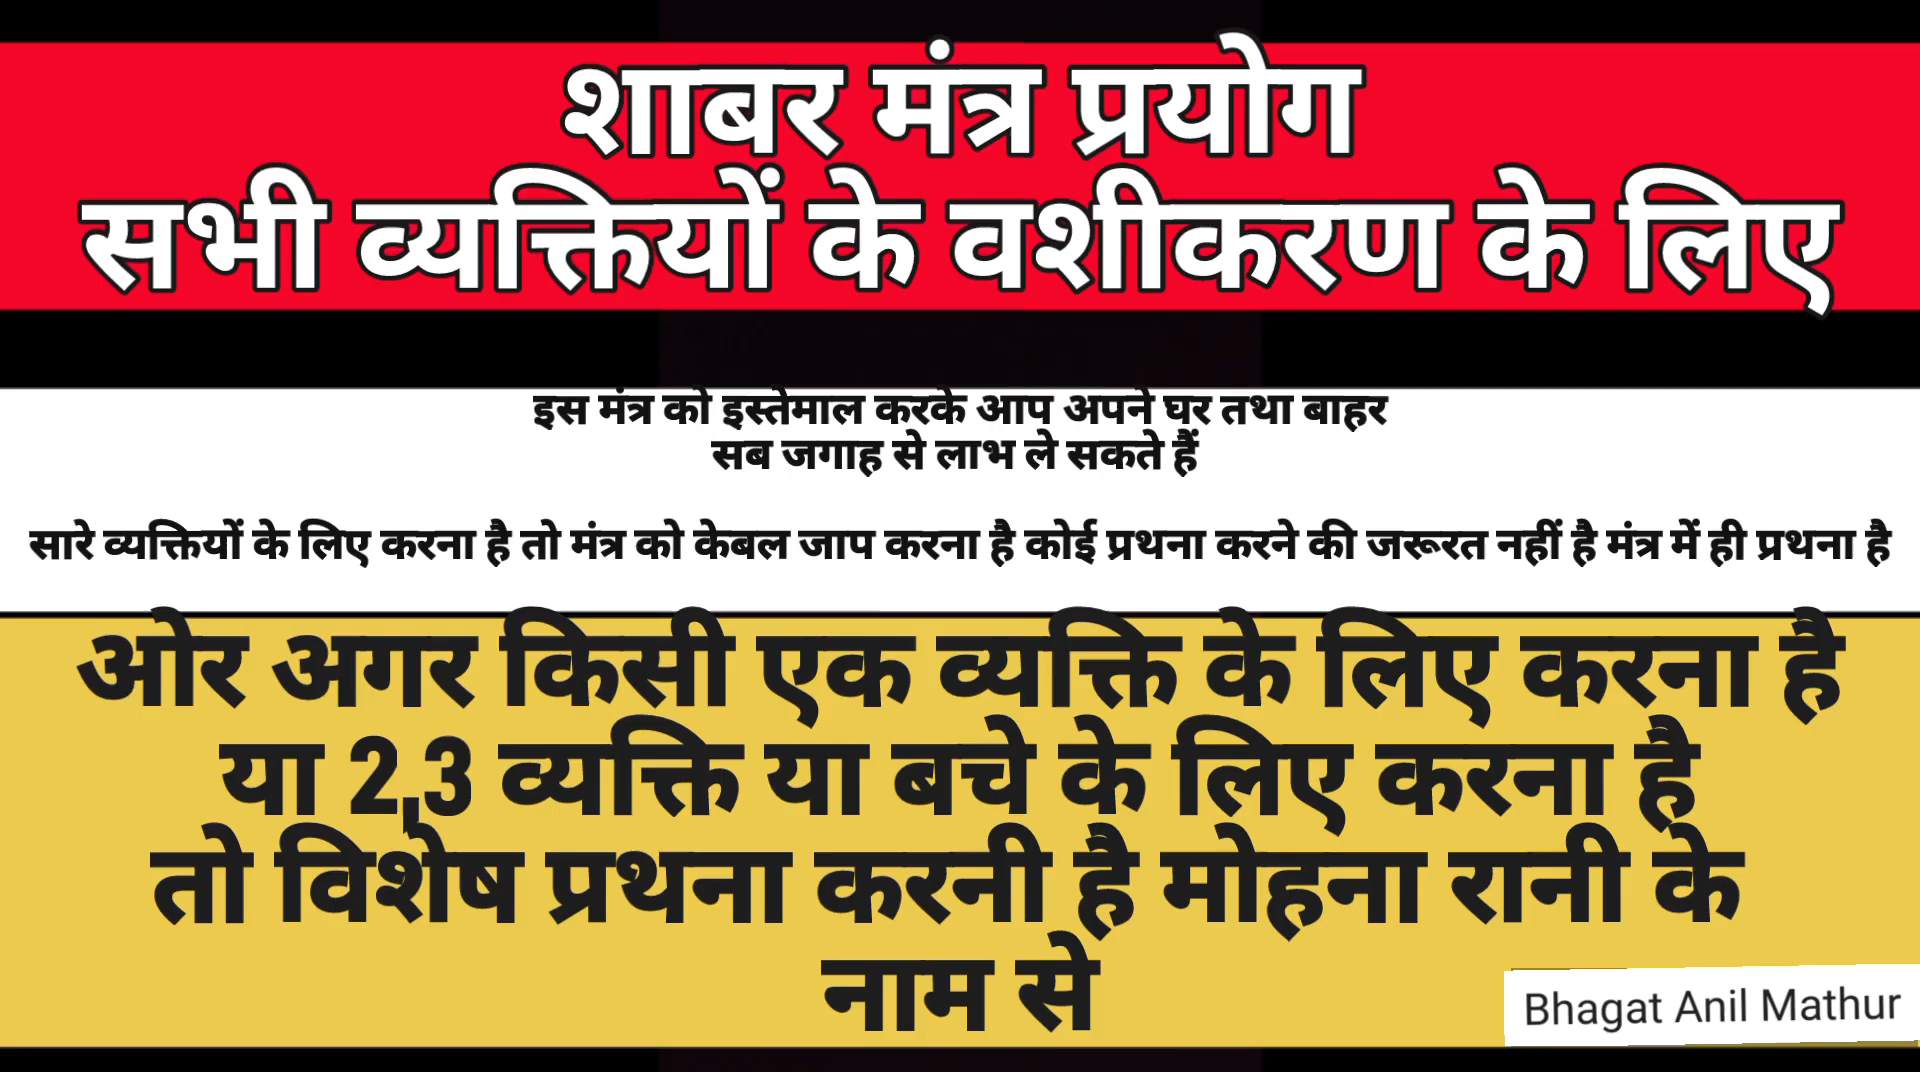 शाबर मंत्र प्रयोग
सभी व्यक्तियों के वशीकरण के लिए
इस मंत्र को इस्तेमाल करके आप अपने घर तथा बाहर
सब जगाह से लाभ ले सकते हैं
सारे व्यक्तियों के लिए करना है तो मंत्र को केबल जाप करना है कोई प्रथना करने की जरूरत नहीं है मंत्र में ही प्रथना है
ओर अगर किसी एक व्यक्ति के लिए करना है
या 2,3 व्यक्ति या बचे के लिए करना है
तो विशेष प्रथना करनी है मोहना रानी के
नाम से
Bhagat Anil Mathur